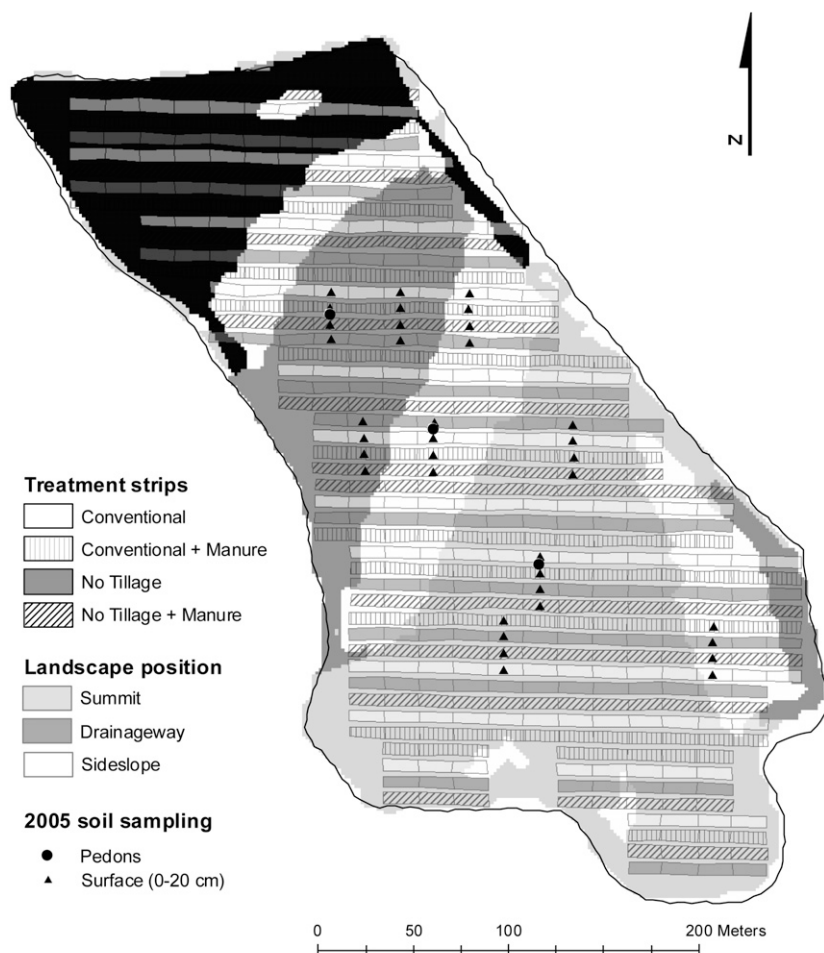 N
Treatment strips
Conventional
Conventional + Manure
No Tillage
No Tillage + Manure
Landscape position
Summit
Drainageway
Sideslope
2005 soil sampling
Pedons
Surface (0-20 cm)
0 50 100 200 Meters